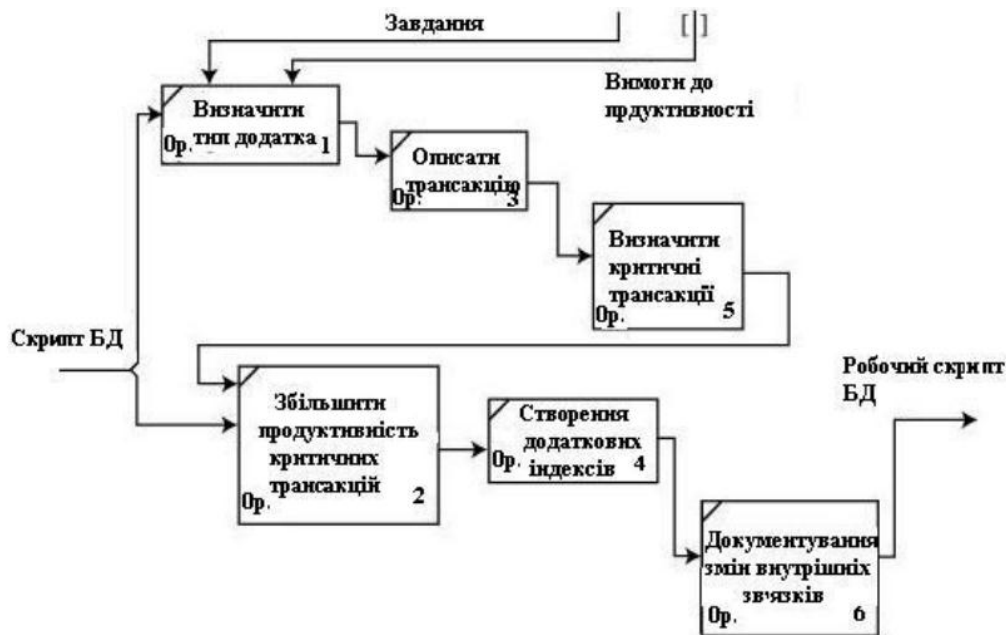 Завдання
[ ]
Вимоги до
прдуктивності
Визначити
тип додатка
0р. 1
Описати
трансакцію
0р. 3
Визначити
критичні
трансакції
0р. 5
Скрипт БД
Робочий скрипт
БД
Збільшити
продуктивність
критичних
трансакцій
0р. 2
Створення
додаткових
індексів
0р. 4
Документування
змін внутрішніх
зв'язків
0р. 6